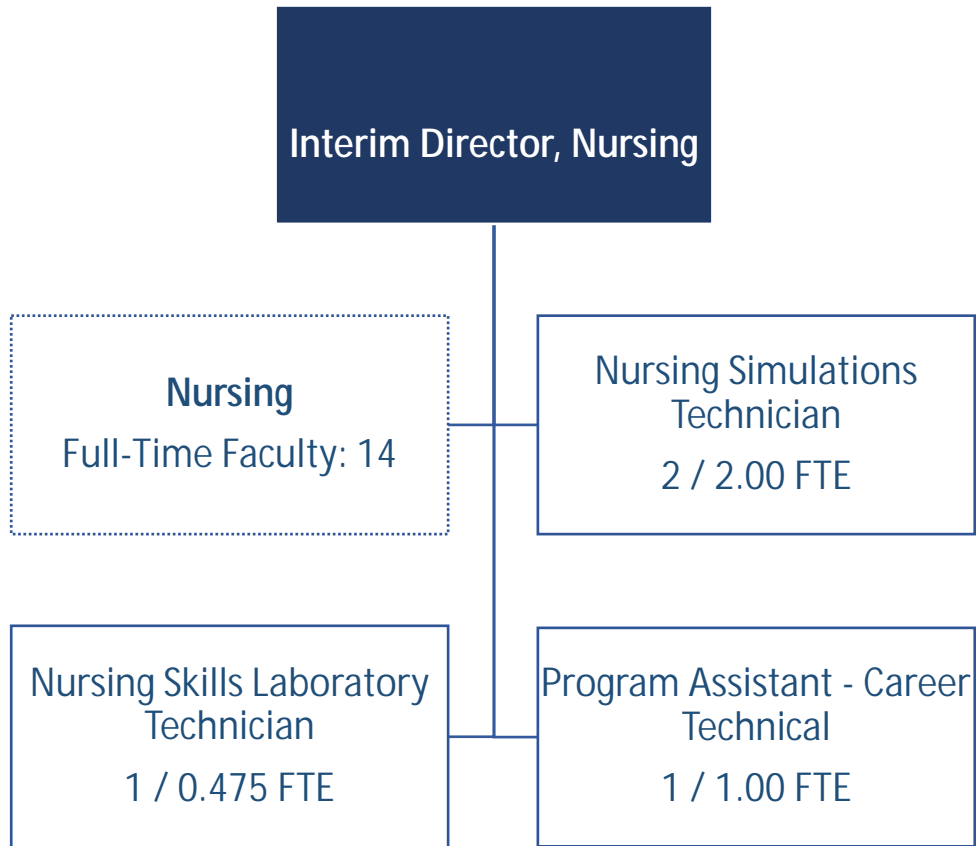 Interim Director, Nursing
Nursing
Full-Time Faculty: 14
Nursing Simulations
Technician
2 / 2.00 FTE
Nursing Skills Laboratory
Technician
1 / 0.475 FTE
Program Assistant - Career
Technical
1 / 1.00 FTE